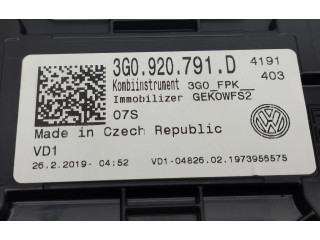 3G0.920.791.D 4191
Kombiinstrument 3G0_FPK__ 403
Immobilizer GEKOWFS2
07S
Made in Czech Republic
VD1
26.2.2019- 04:52 VD1-04826.02.1973956575